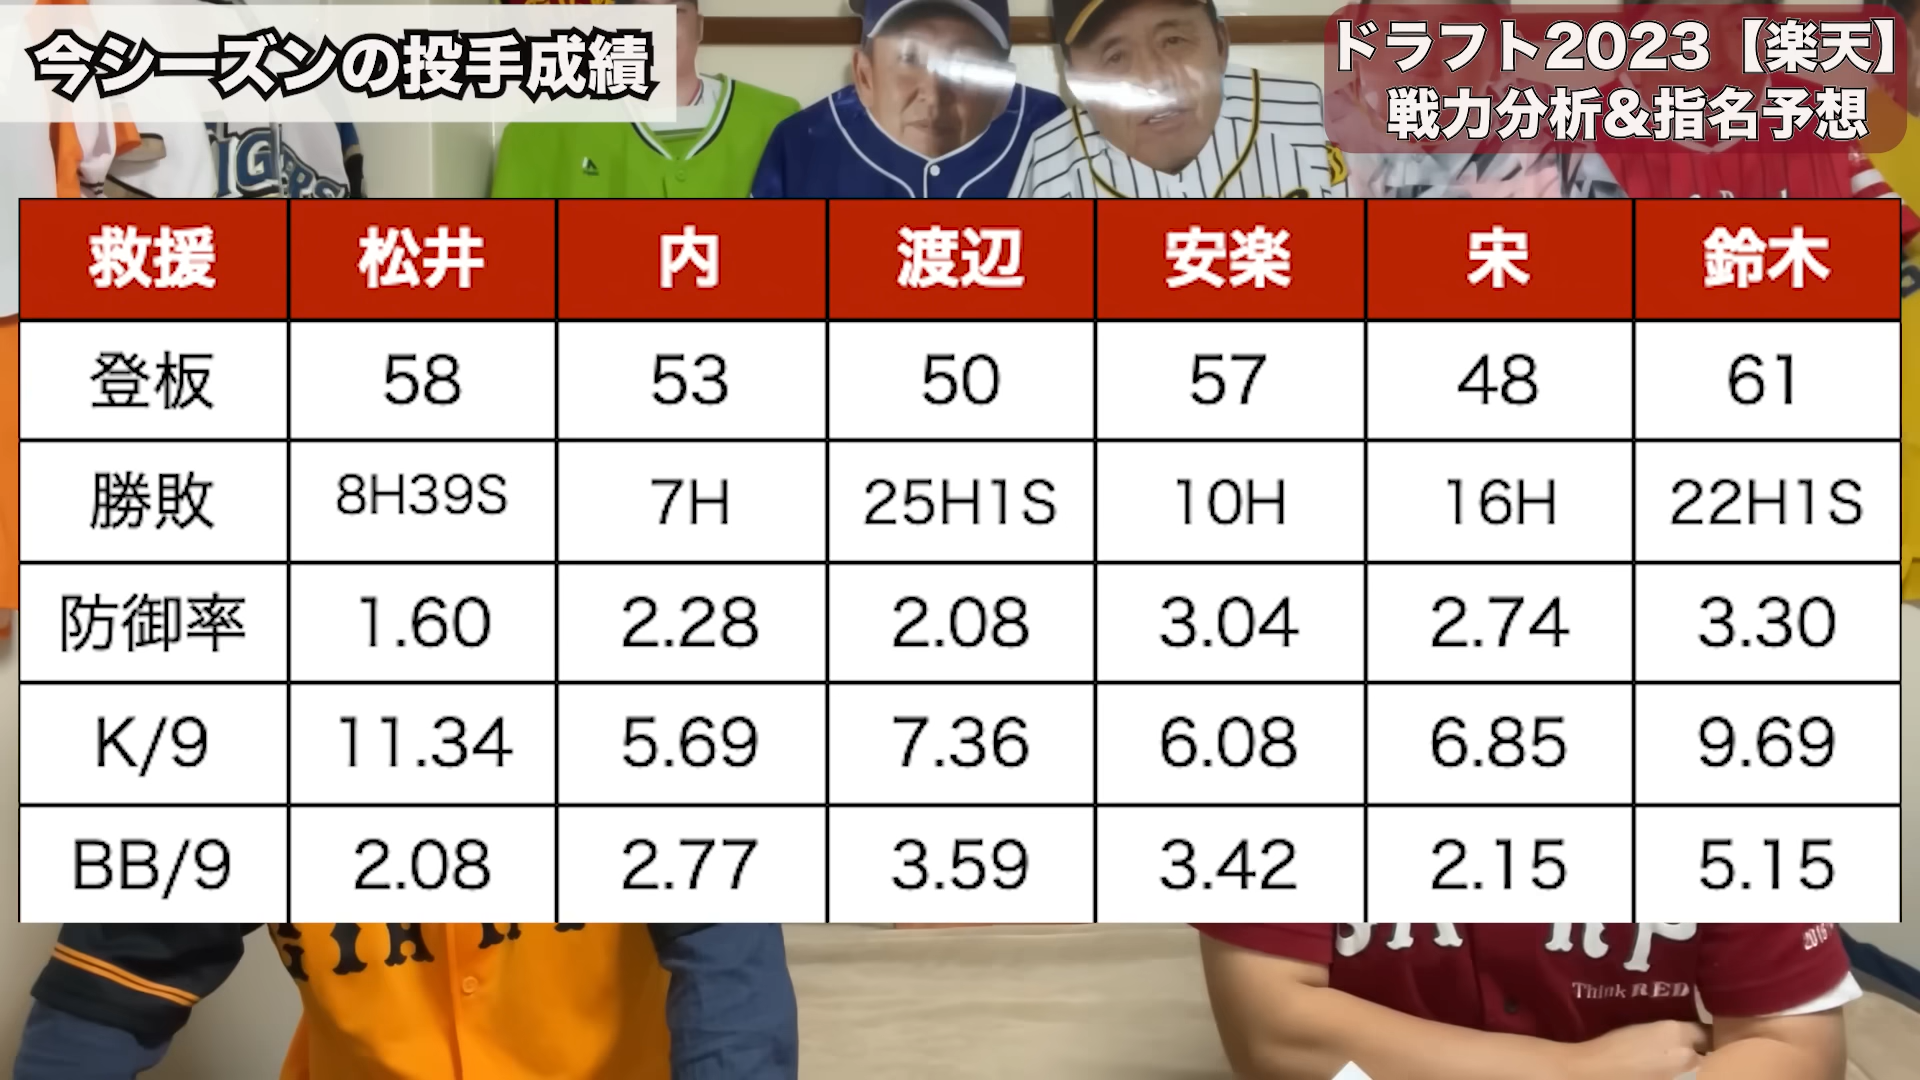 今シーズンの投手成績
ドラフト2023【楽天】
戦力分析&指名予想
救援 松井 内 渡辺 安楽 宋 鈴木
登板 58 53 50 57 48 61
勝敗 8H39S 7H 25H1S 10H 16H 22H1S
防御率 1.60 2.28 2.08 3.04 2.74 3.30
K/9 11.34 5.69 7.36 6.08 6.85 9.69
BB/9 2.08 2.77 3.59 3.42 2.15 5.15
Think RED